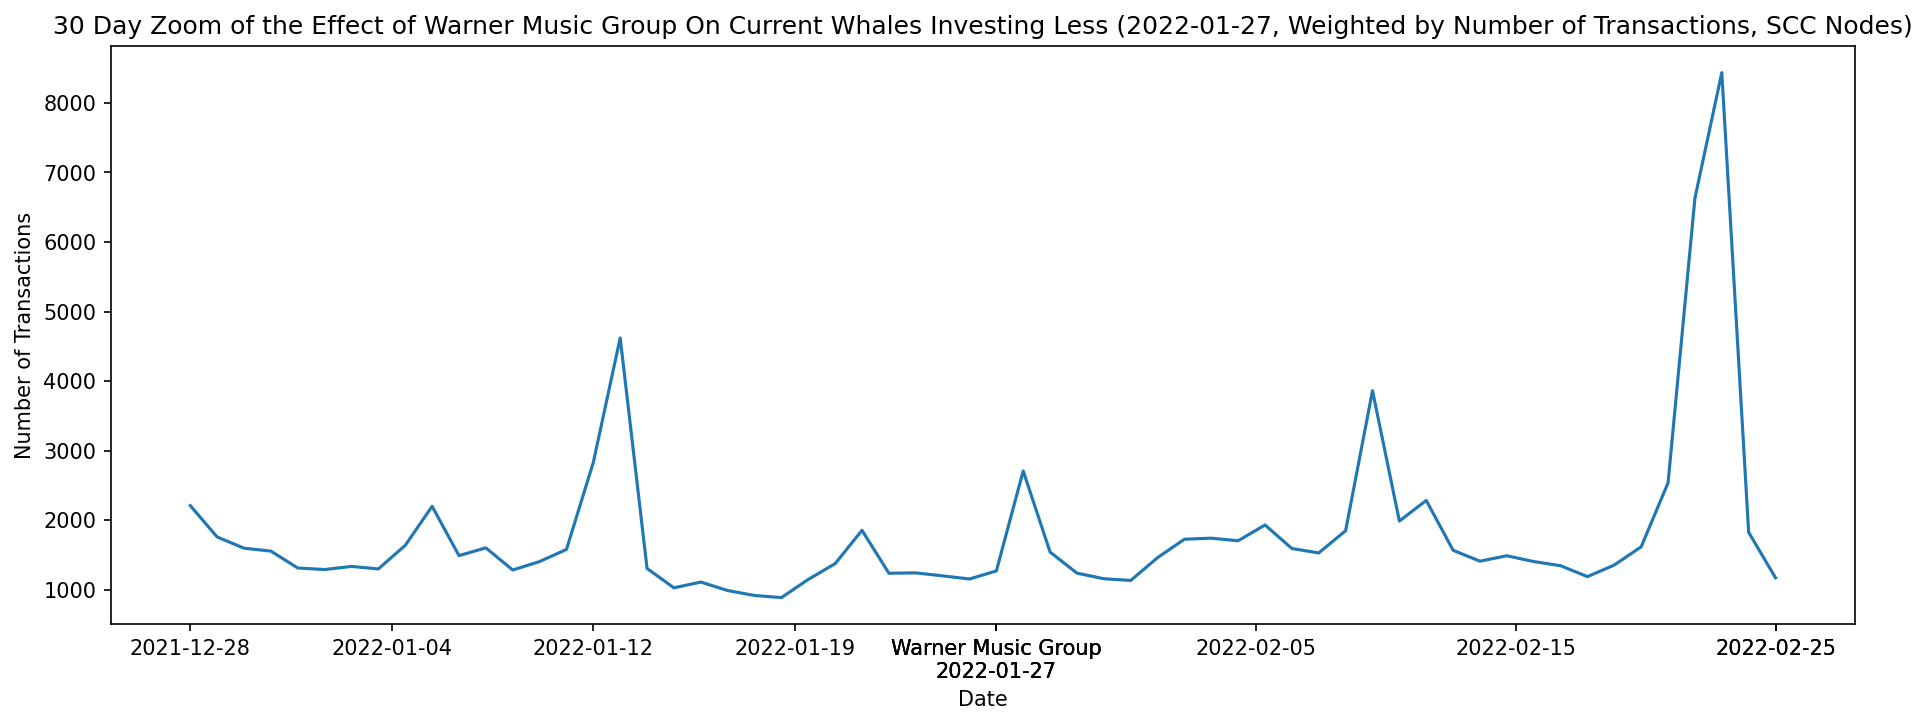 30 Day Zoom of the Effect of Warner Music Group On Current Whales Investing Less (2022-01-27, Weighted by Number of Transactions, SCC Nodes)
Number of Transactions
8000
7000
6000
5000
4000
3000
2000
1000
2021-12-28 2022-01-04 2022-01-12 2022-01-19 Warner Music Group 2022-02-05 2022-02-15 2022-02-25
2022-01-27
Date